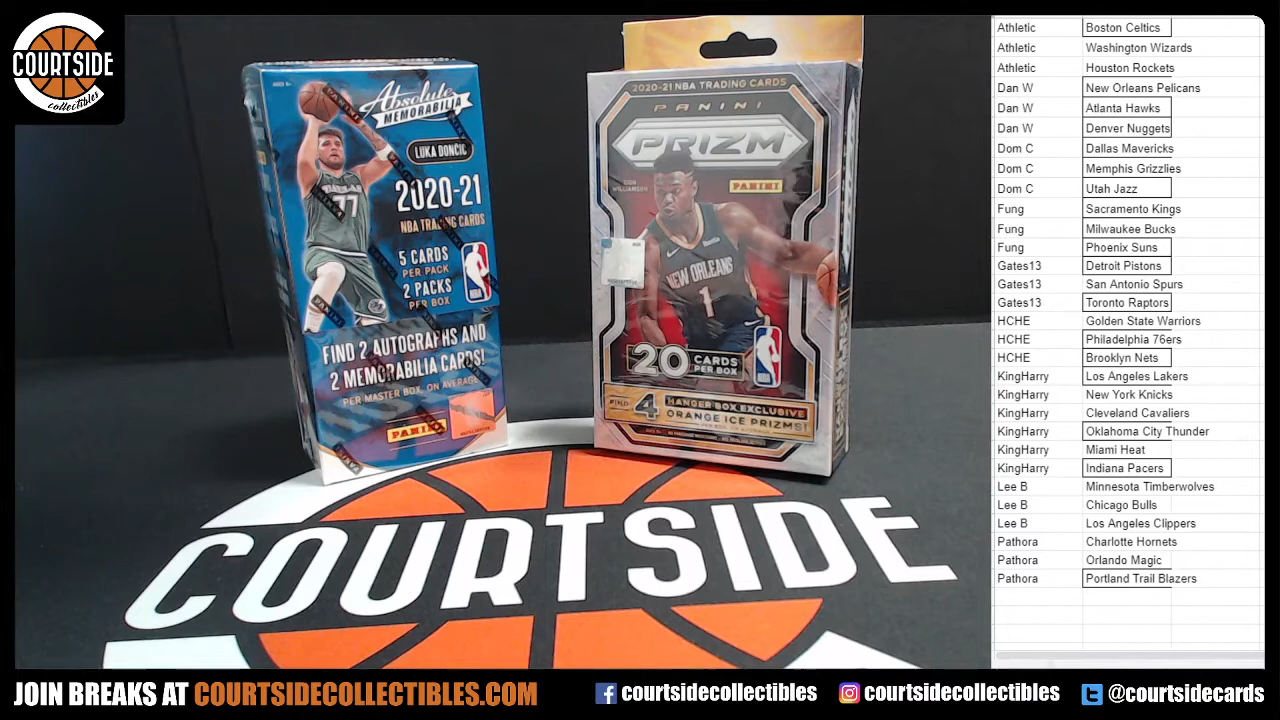 COURTSIDE
collectibles
Absolute
MEMORABILIA
LUKA DONČIĆ
2020-21
NBA TRADING CARDS
5 CARDS
PER PACK
2 PACKS
PER BOX
FIND 2 AUTOGRAPHS AND
2 MEMORABILIA CARDS!
PER MASTER BOX, ON AVERAGE
PANINI
DALLAS
77
NBA
2020-21 NBA TRADING CARDS
PANINI
PRIZM
ZION
WILLIAMSON
PANINI
NEW ORLEANS
1
20 CARDS
PER BOX
NBA
FIND 4 HANGER BOX EXCLUSIVE
ORANGE ICE PRIZMS!
COURTSIDE
Athletic Boston Celtics
Athletic Washington Wizards
Athletic Houston Rockets
Dan W New Orleans Pelicans
Dan W Atlanta Hawks
Dan W Denver Nuggets
Dom C Dallas Mavericks
Dom C Memphis Grizzlies
Dom C Utah Jazz
Fung Sacramento Kings
Fung Milwaukee Bucks
Fung Phoenix Suns
Gates13 Detroit Pistons
Gates13 San Antonio Spurs
Gates13 Toronto Raptors
HCHE Golden State Warriors
HCHE Philadelphia 76ers
HCHE Brooklyn Nets
KingHarry Los Angeles Lakers
KingHarry New York Knicks
KingHarry Cleveland Cavaliers
KingHarry Oklahoma City Thunder
KingHarry Miami Heat
KingHarry Indiana Pacers
Lee B Minnesota Timberwolves
Lee B Chicago Bulls
Lee B Los Angeles Clippers
Pathora Charlotte Hornets
Pathora Orlando Magic
Pathora Portland Trail Blazers
JOIN BREAKS AT COURTSIDECOLLECTIBLES.COM
courtsidecollectibles
courtsidecollectibles
@courtsidecards